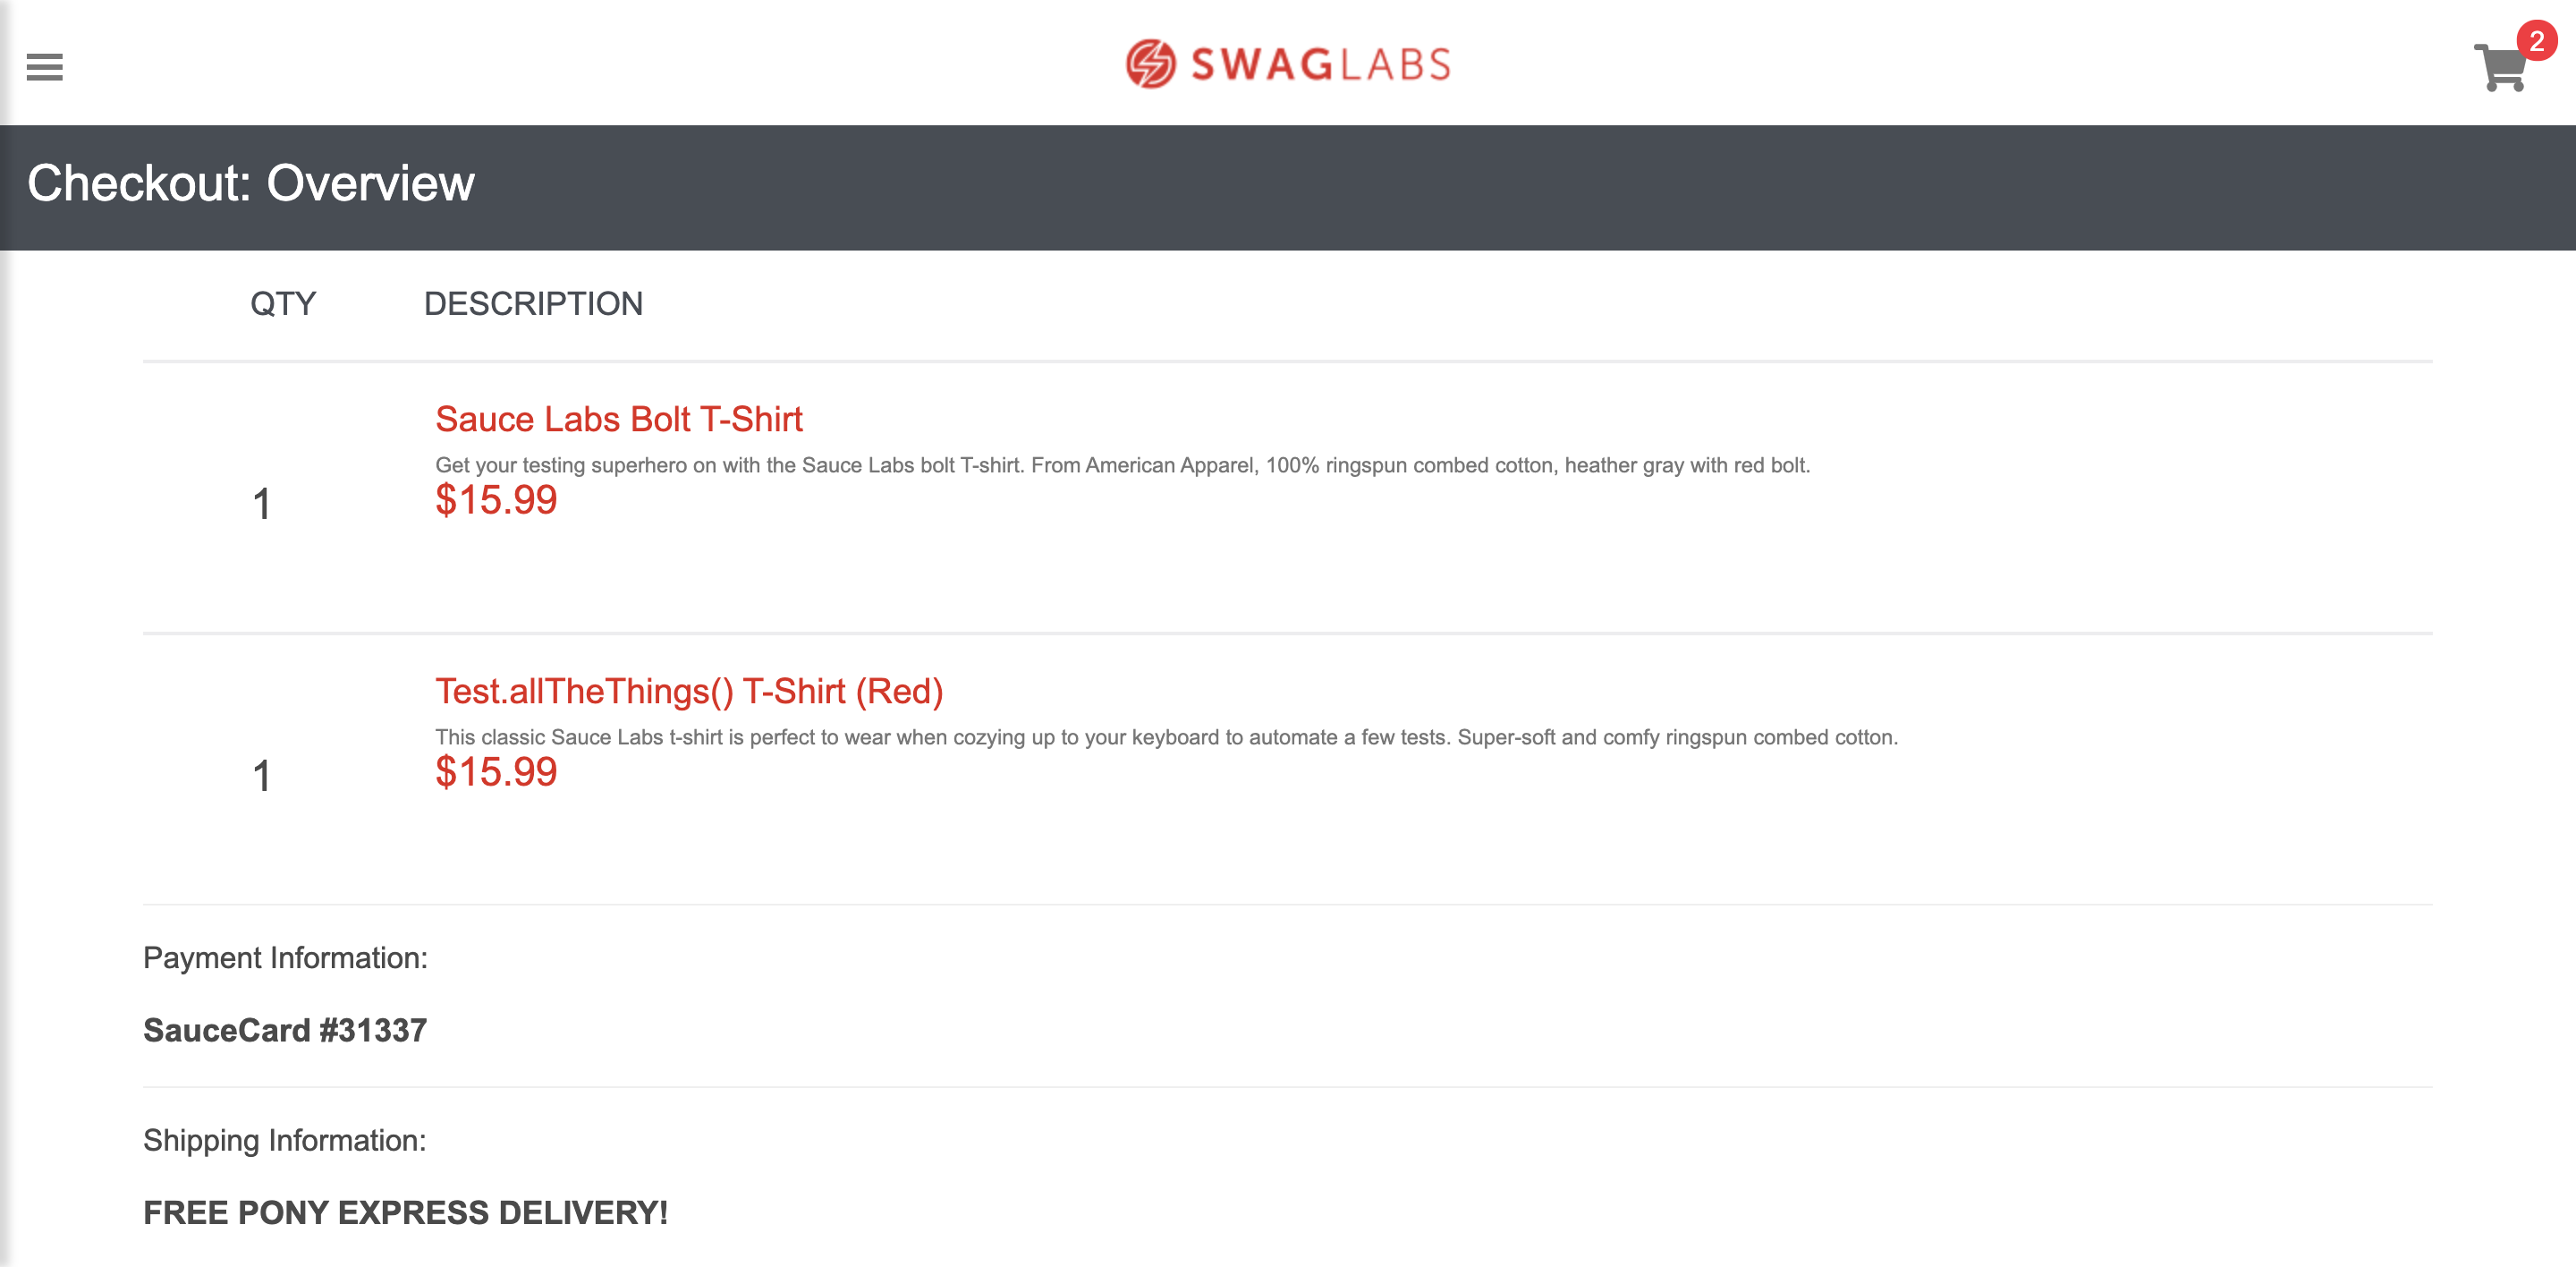 SWAGLABS
2
Checkout: Overview
QTY DESCRIPTION
Sauce Labs Bolt T-Shirt
Get your testing superhero on with the Sauce Labs bolt T-shirt. From American Apparel, 100% ringspun combed cotton, heather gray with red bolt.
1
$15.99
Test.allTheThings() T-Shirt (Red)
This classic Sauce Labs t-shirt is perfect to wear when cozying up to your keyboard to automate a few tests. Super-soft and comfy ringspun combed cotton.
1
$15.99
Payment Information:
SauceCard #31337
Shipping Information:
FREE PONY EXPRESS DELIVERY!